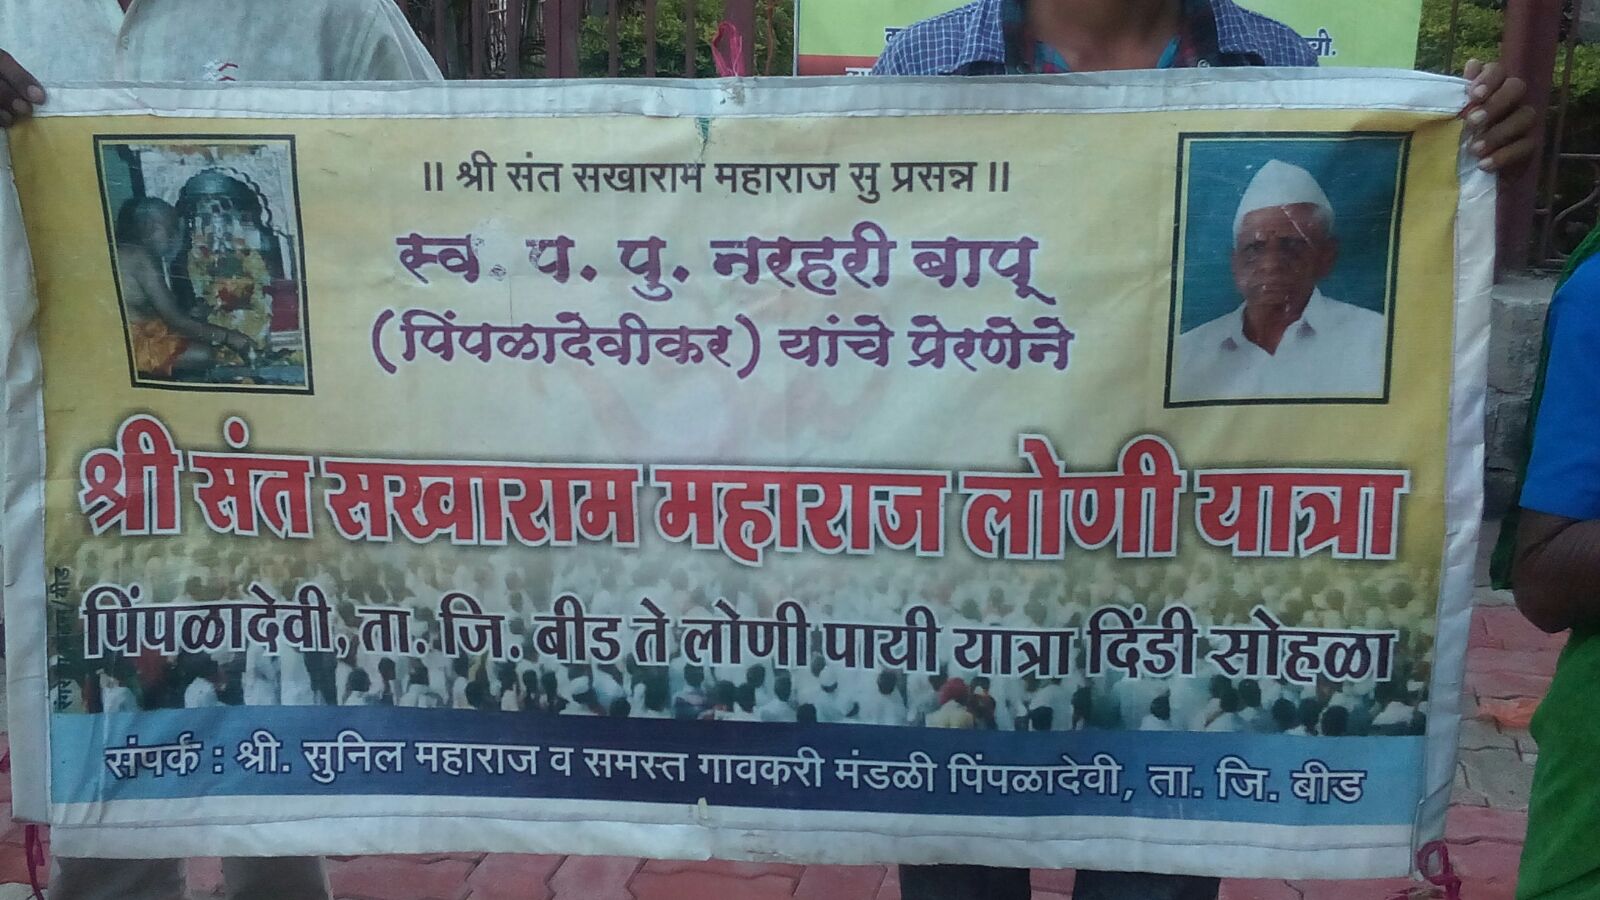 ॥ श्री संत सखाराम महाराज सु प्रसन्न ॥
स्व. प. पु. नरहरी बापू
(पिंपळादेवीकर) यांचे प्रेरणेने
श्री संत सखाराम महाराज लोणी यात्रा
पिंपळादेवी, ता. जि. बीड ते लोणी पायी यात्रा दिंडी सोहळा
संपर्क : श्री. सुनिल महाराज व समस्त गावकरी मंडळी पिंपळादेवी, ता. जि. बीड